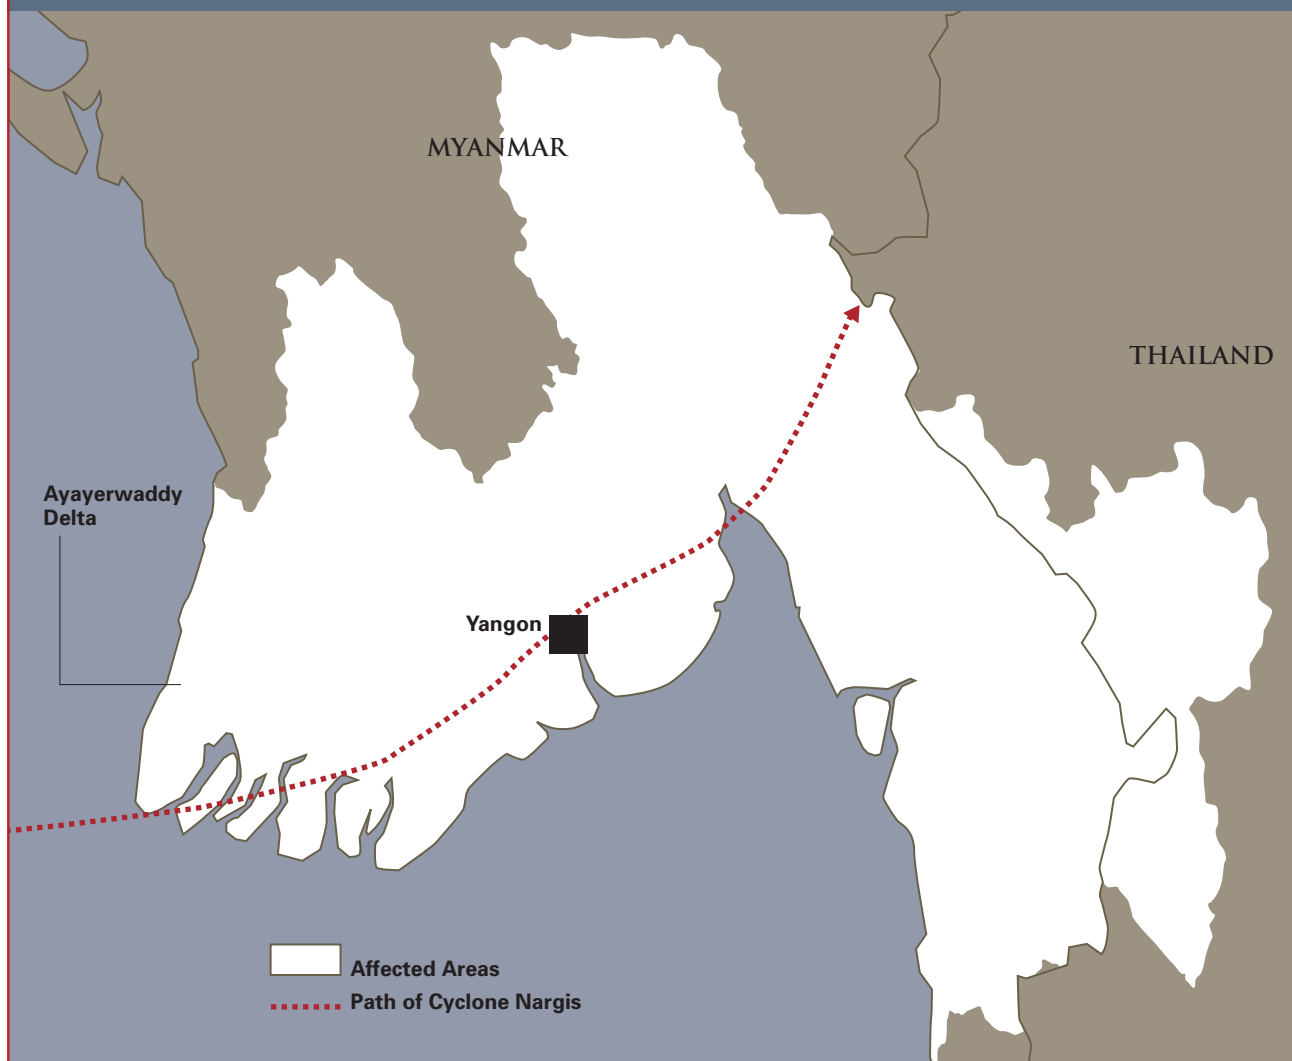 MYANMAR
THAILAND
Ayayerwaddy
Delta
Yangon
Affected Areas
Path of Cyclone Nargis